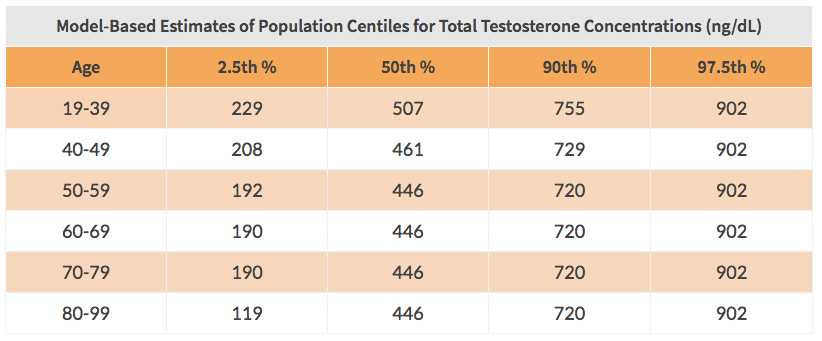 Model-Based Estimates of Population Centiles for Total Testosterone Concentrations (ng/dL)
Age 2.5th % 50th % 90th % 97.5th %
19-39 229 507 755 902
40-49 208 461 729 902
50-59 192 446 720 902
60-69 190 446 720 902
70-79 190 446 720 902
80-99 119 446 720 902